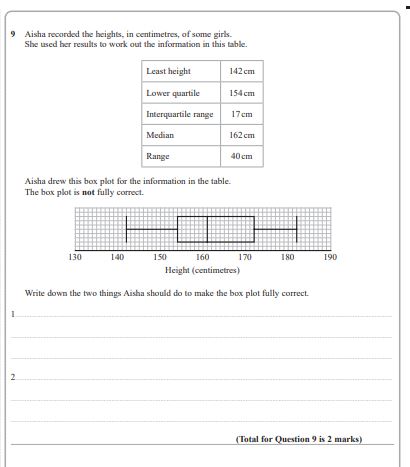 9 Aisha recorded the heights, in centimetres, of some girls.
She used her results to work out the information in this table.
Least height 142 cm
Lower quartile 154 cm
Interquartile range 17 cm
Median 162 cm
Range 40 cm
Aisha drew this box plot for the information in the table.
The box plot is not fully correct.
130 140 150 160 170 180 190
Height (centimetres)
Write down the two things Aisha should do to make the box plot fully correct.
1
2
(Total for Question 9 is 2 marks)